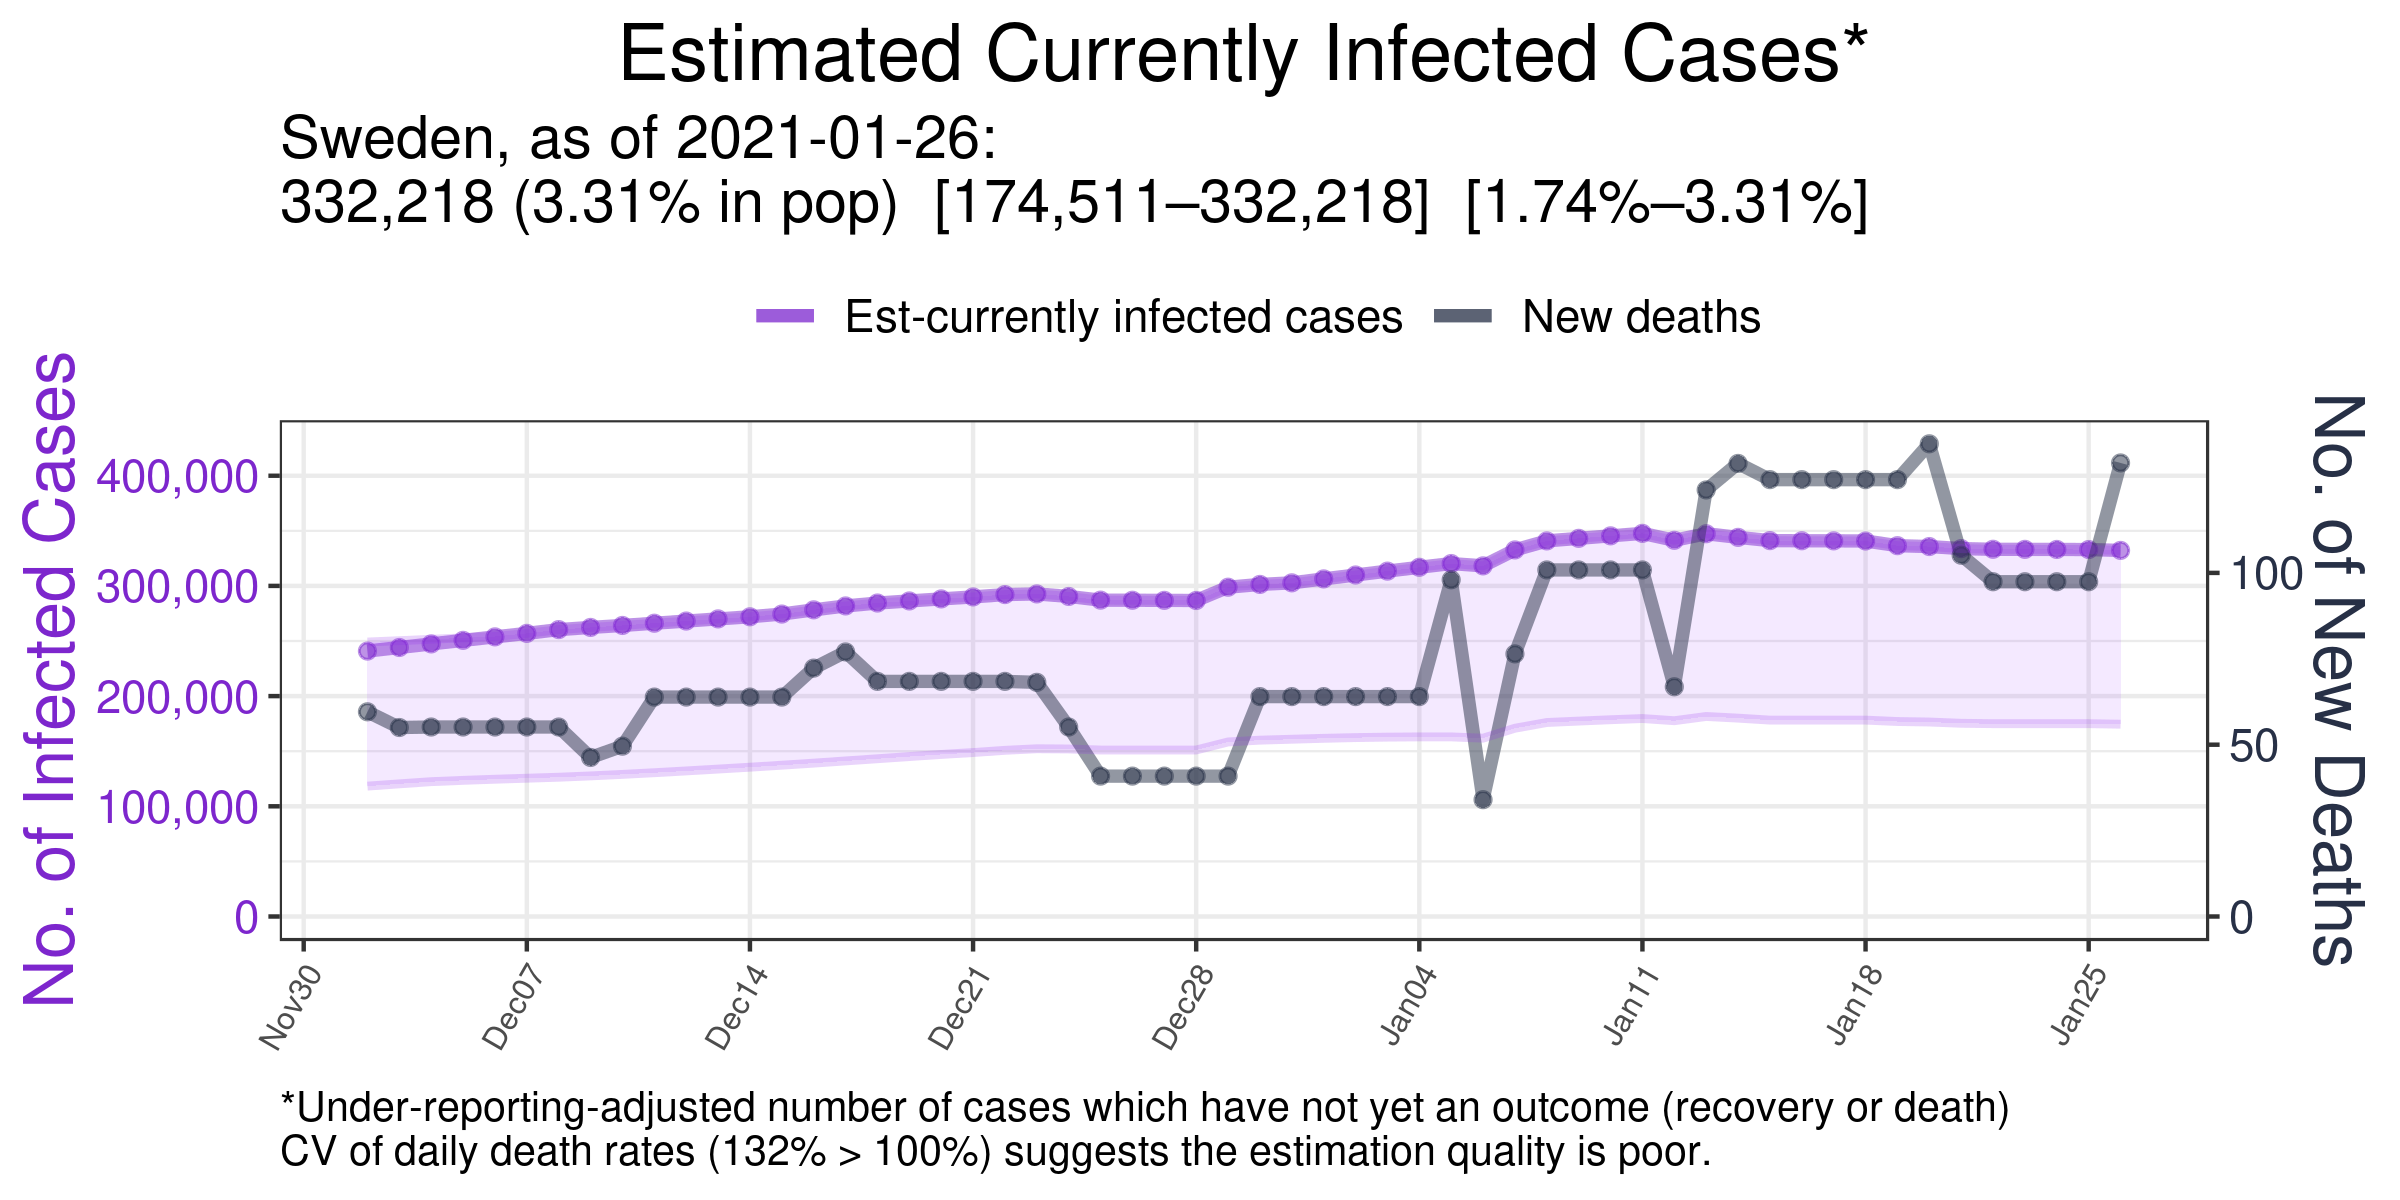 Estimated Currently Infected Cases*
Sweden, as of 2021-01-26:
332,218 (3.31% in pop) [174,511–332,218] [1.74%–3.31%]
Est-currently infected cases
New deaths
No. of Infected Cases
400,000
300,000
200,000
100,000
0
No. of New Deaths
100
50
0
Nov30
Dec07
Dec14
Dec21
Dec28
Jan04
Jan11
Jan18
Jan25
*Under-reporting-adjusted number of cases which have not yet an outcome (recovery or death)
CV of daily death rates (132% > 100%) suggests the estimation quality is poor.